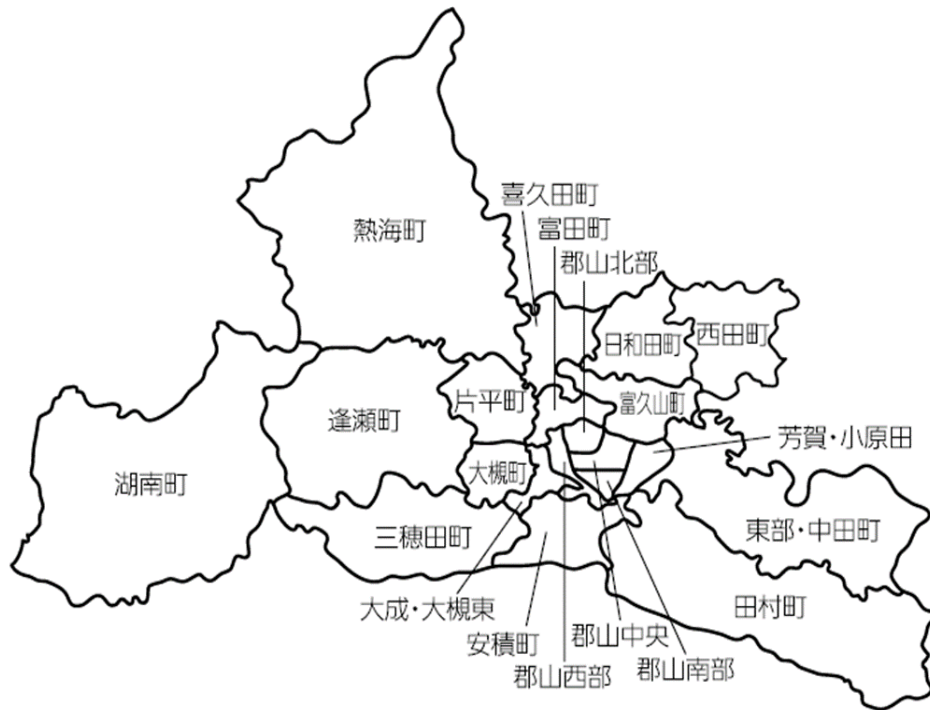 喜久田町
富田町
熱海町
郡山北部
日和田町
西田町
片平町
富久山町
逢瀬町
芳賀・小原田
大槻町
湖南町
三穂田町
東部・中田町
大成・大槻東
田村町
安積町
郡山中央
郡山西部
郡山南部